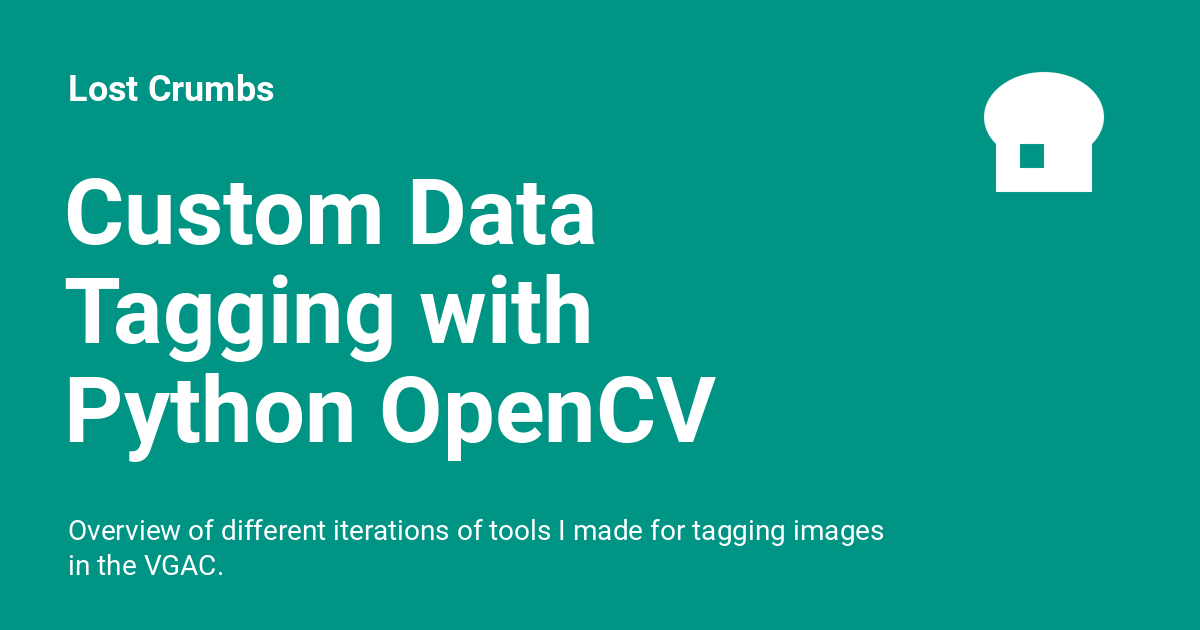 Lost Crumbs
Custom Data
Tagging with
Python OpenCV
Overview of different iterations of tools I made for tagging images
in the VGAC.